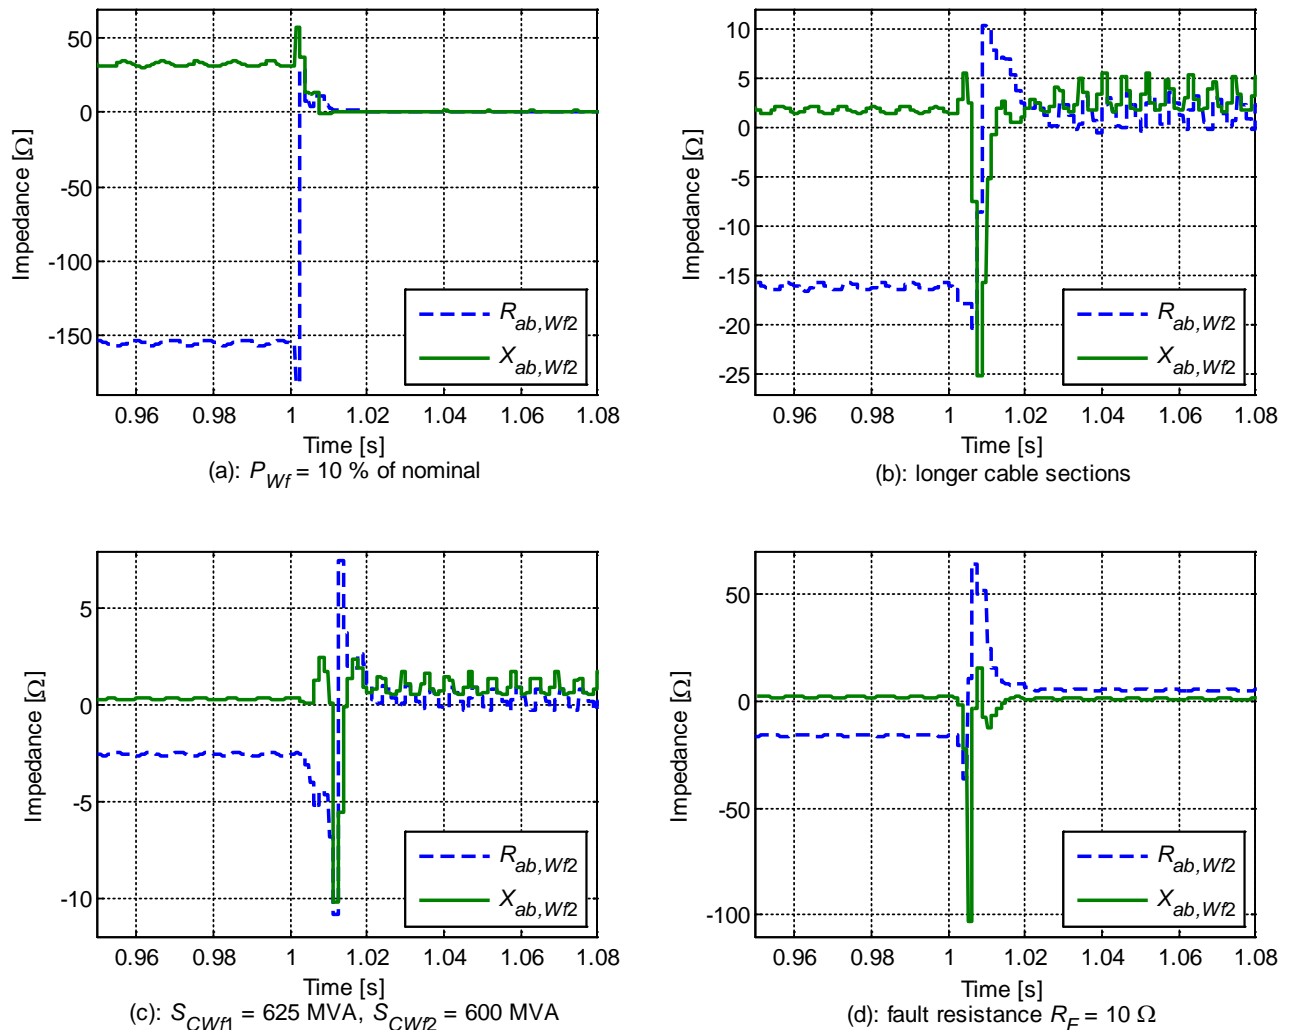 50
0
-50
-100
-150
Impedance [Ω]
R_ab,Wf2
X_ab,Wf2
0.96 0.98 1 1.02 1.04 1.06 1.08
Time [s]
(a): P_Wf = 10 % of nominal
10
5
0
-5
-10
-15
-20
-25
Impedance [Ω]
R_ab,Wf2
X_ab,Wf2
0.96 0.98 1 1.02 1.04 1.06 1.08
Time [s]
(b): longer cable sections
5
0
-5
-10
Impedance [Ω]
R_ab,Wf2
X_ab,Wf2
0.96 0.98 1 1.02 1.04 1.06 1.08
Time [s]
(c): S_CWf1 = 625 MVA, S_CWf2 = 600 MVA
50
0
-50
-100
Impedance [Ω]
R_ab,Wf2
X_ab,Wf2
0.96 0.98 1 1.02 1.04 1.06 1.08
Time [s]
(d): fault resistance R_F = 10 Ω